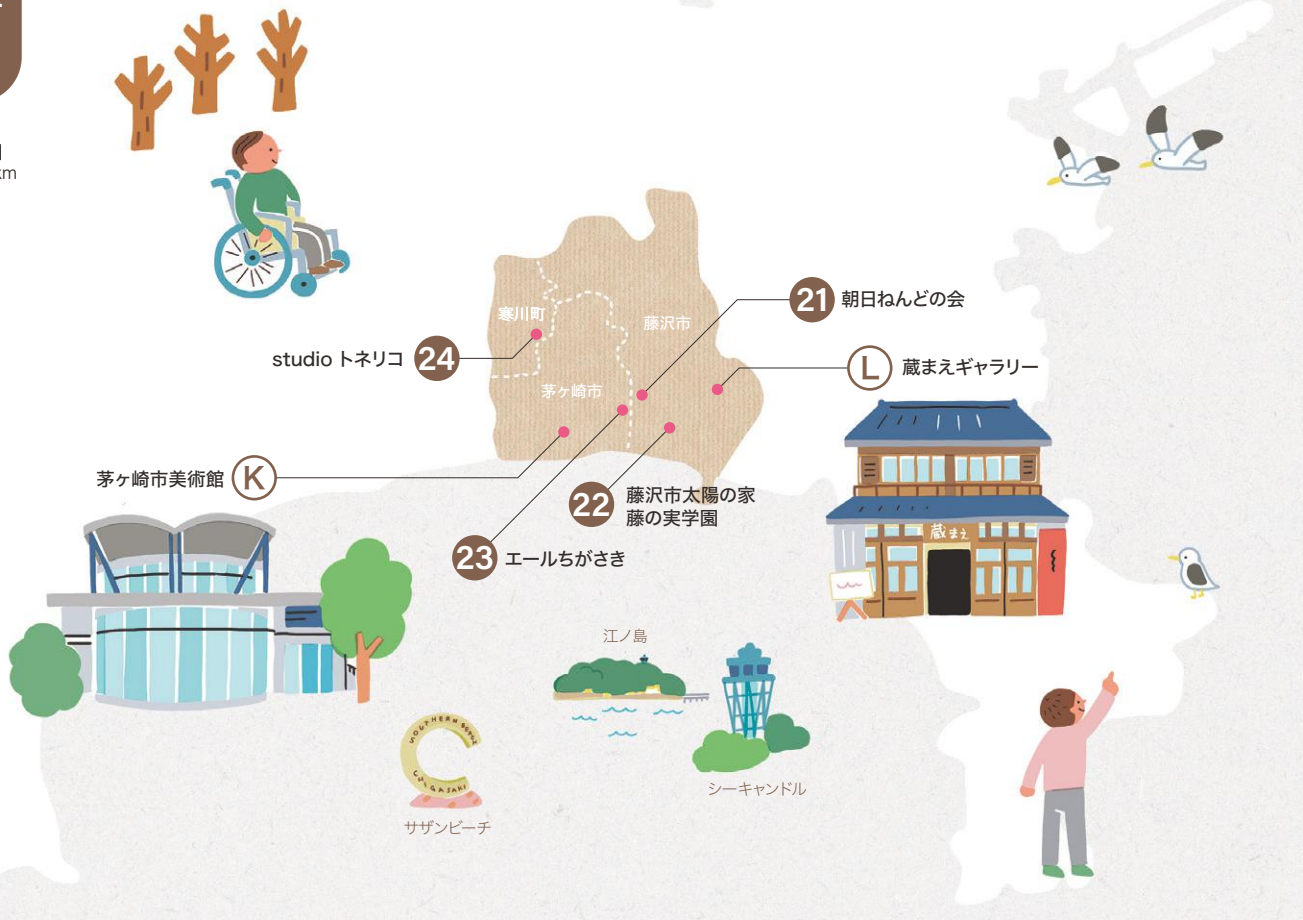 km
寒川町
藤沢市
茅ヶ崎市
21 朝日ねんどの会
L 蔵まえギャラリー
studio トネリコ 24
茅ヶ崎市美術館 K
22 藤沢市太陽の家
藤の実学園
23 エールちがさき
蔵まえ
江ノ島
シーキャンドル
SOUTHERN BEACH
CHIGASAKI
サザンビーチ